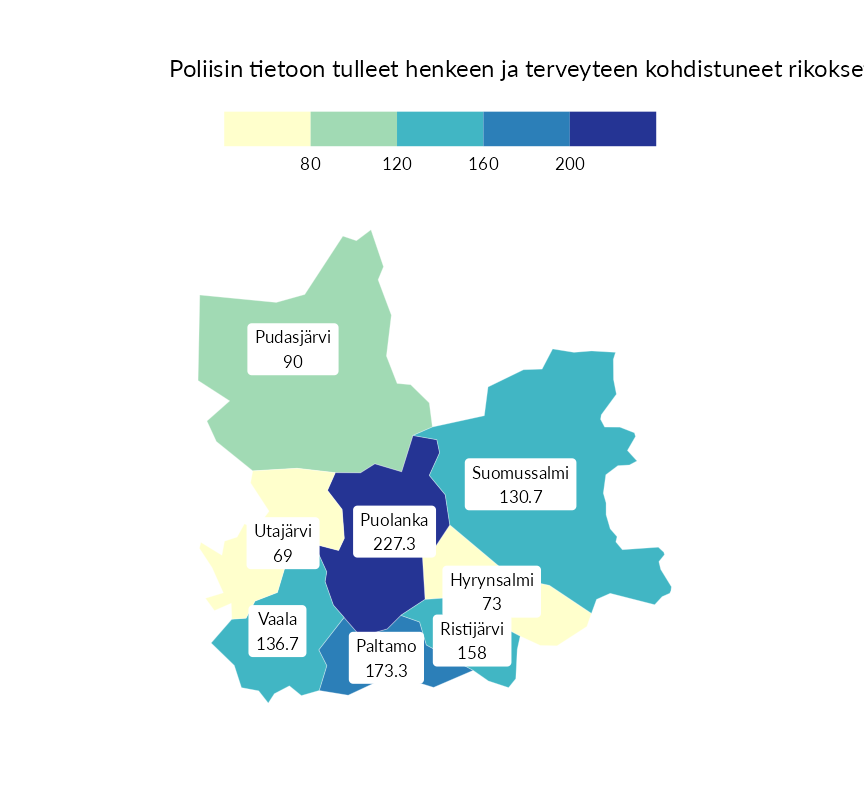 Poliisin tietoon tulleet henkeen ja terveyteen kohdistuneet rikokse
80 120 160 200
Pudasjärvi
90
Suomussalmi
130.7
Puolanka
227.3
Utajärvi
69
Hyrynsalmi
73
Vaala
136.7
Ristijärvi
158
Paltamo
173.3